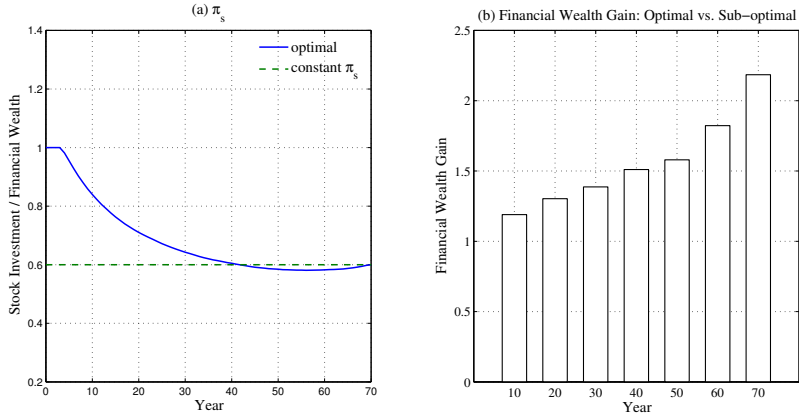 (a) π_s
1.4
1.2
1
0.8
0.6
0.4
0.2
Stock Investment / Financial Wealth
optimal
constant π_s
0 10 20 30 40 50 60 70
Year
(b) Financial Wealth Gain: Optimal vs. Sub−optimal
2.5
2
1.5
1
0.5
0
Financial Wealth Gain
10 20 30 40 50 60 70
Year